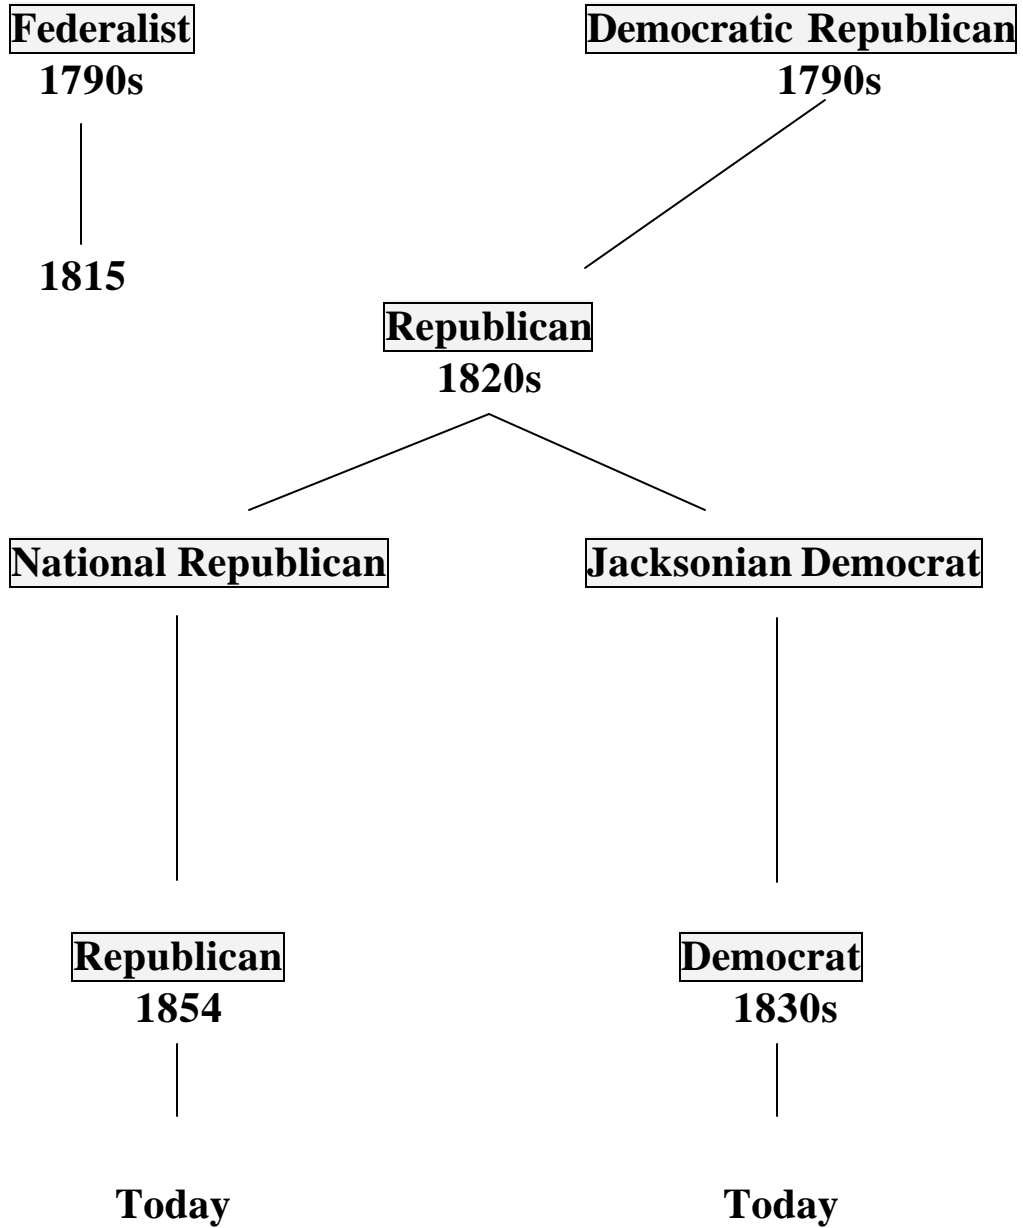 Federalist Democratic Republican
1790s 1790s
1815
Republican
1820s
National Republican Jacksonian Democrat
Republican Democrat
1854 1830s
Today Today